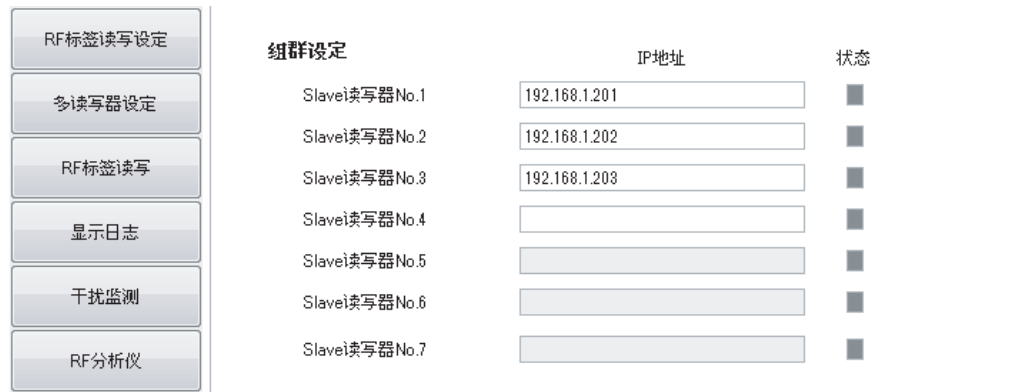 RF标签读写设定
多读写器设定
RF标签读写
显示日志
干扰监测
RF分析仪
组群设定
IP地址 状态
Slave读写器No.1 192.168.1.201
Slave读写器No.2 192.168.1.202
Slave读写器No.3 192.168.1.203
Slave读写器No.4
Slave读写器No.5
Slave读写器No.6
Slave读写器No.7